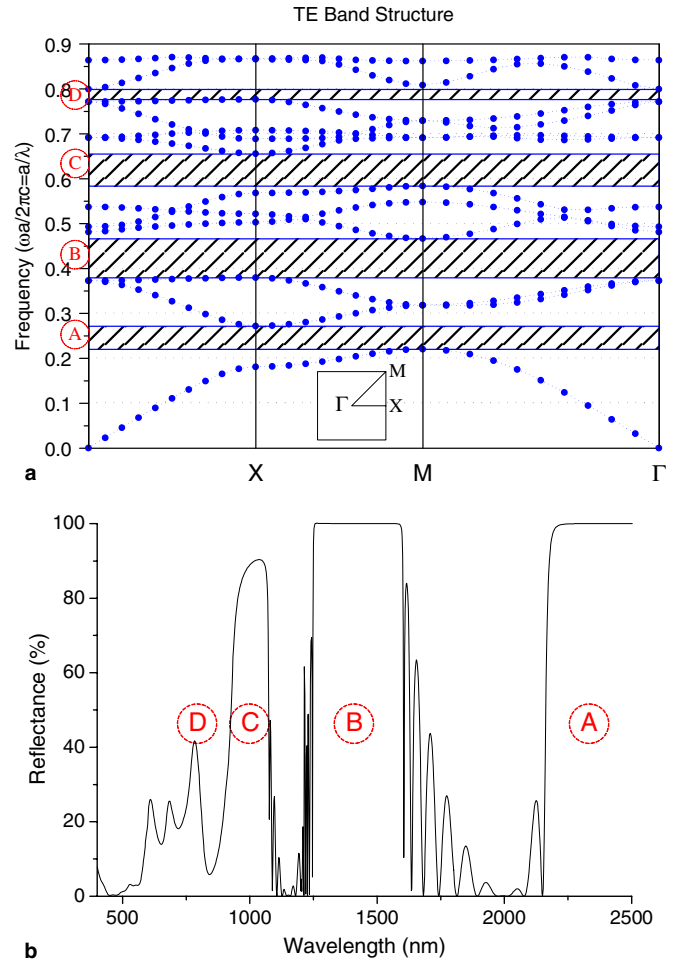 TE Band Structure
Frequency (ωa/2πc=a/λ)
0.9
0.8
0.7
0.6
0.5
0.4
0.3
0.2
0.1
0.0
D
C
B
A
M
Γ
X
a
X
M
Γ
Reflectance (%)
100
80
60
40
20
0
D
C
B
A
500
1000
1500
2000
2500
b
Wavelength (nm)